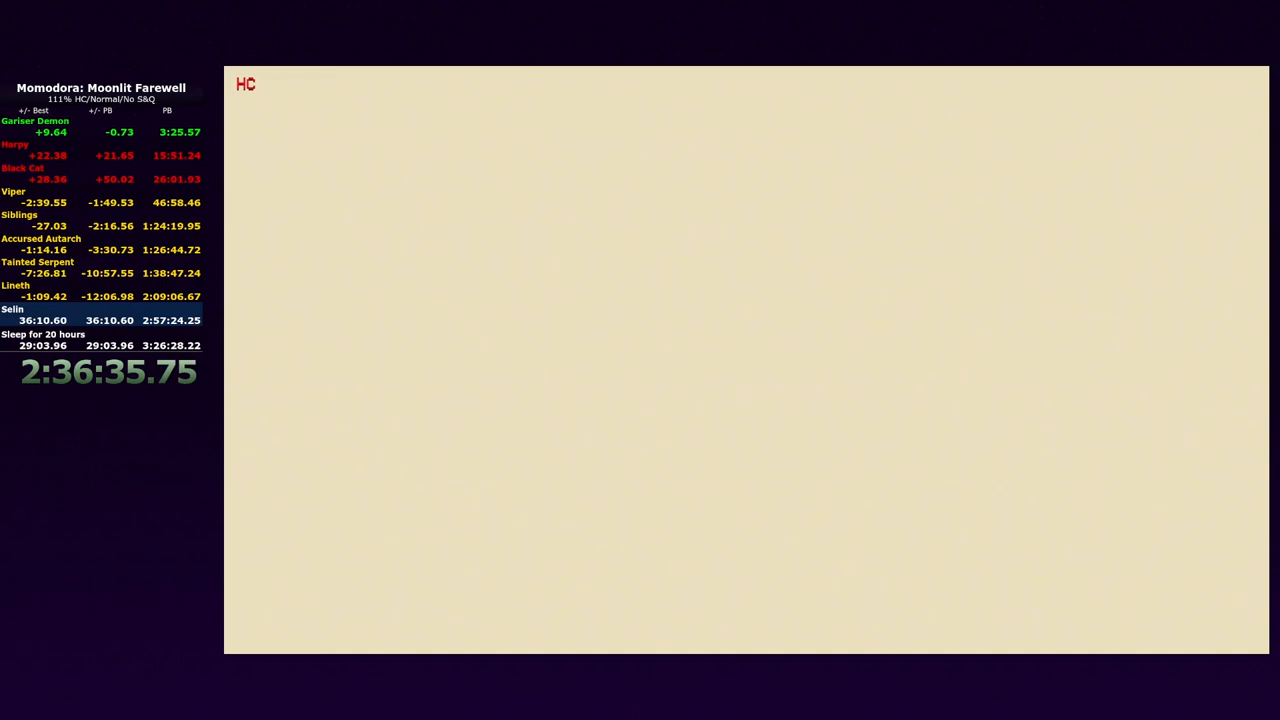 Momodora: Moonlit Farewell
111% HC/Normal/No S&Q
+/- Best +/- PB PB
Gariser Demon
+9.64 -0.73 3:25.57
Harpy
+22.38 +21.65 15:51.24
Black Cat
+28.36 +50.02 26:01.93
Viper
-2:39.55 -1:49.53 46:58.46
Siblings
-27.03 -2:16.56 1:24:19.95
Accursed Autarch
-1:14.16 -3:30.73 1:26:44.72
Tainted Serpent
-7:26.81 -10:57.55 1:38:47.24
Lineth
-1:09.42 -12:06.98 2:09:06.67
Selin
36:10.60 36:10.60 2:57:24.25
Sleep for 20 hours
29:03.96 29:03.96 3:26:28.22
2:36:35.75
HC